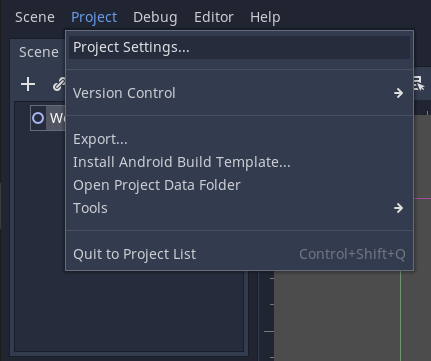 Scene Project Debug Editor Help
Scene
Project Settings...
Version Control
Export...
Install Android Build Template...
Open Project Data Folder
Tools
Quit to Project List Control+Shift+Q